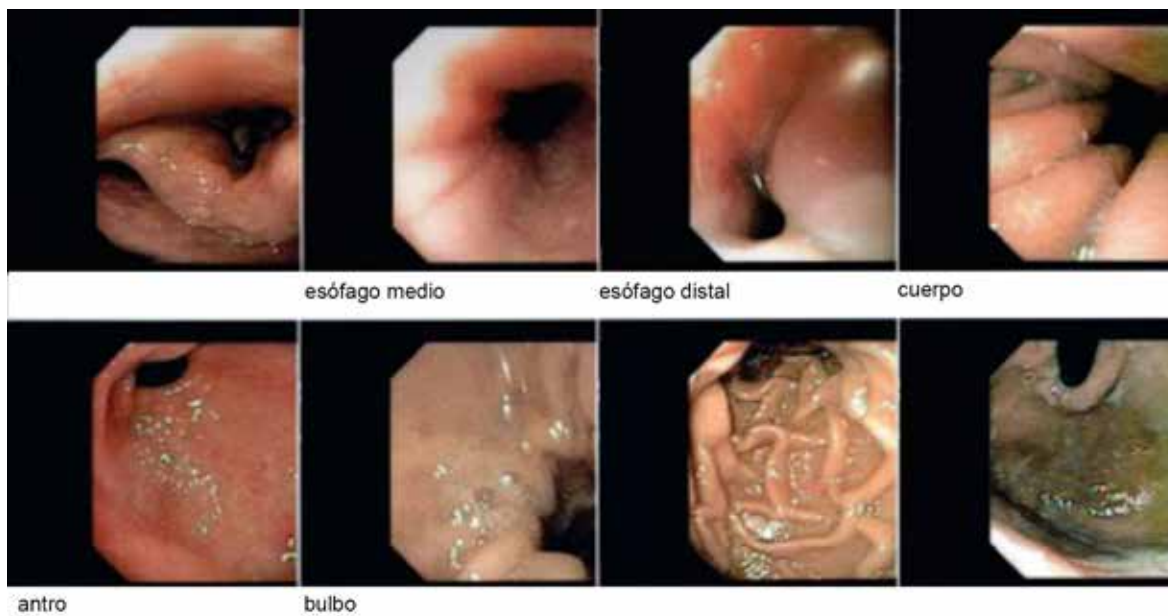 esófago medio
esófago distal
cuerpo
antro
bulbo